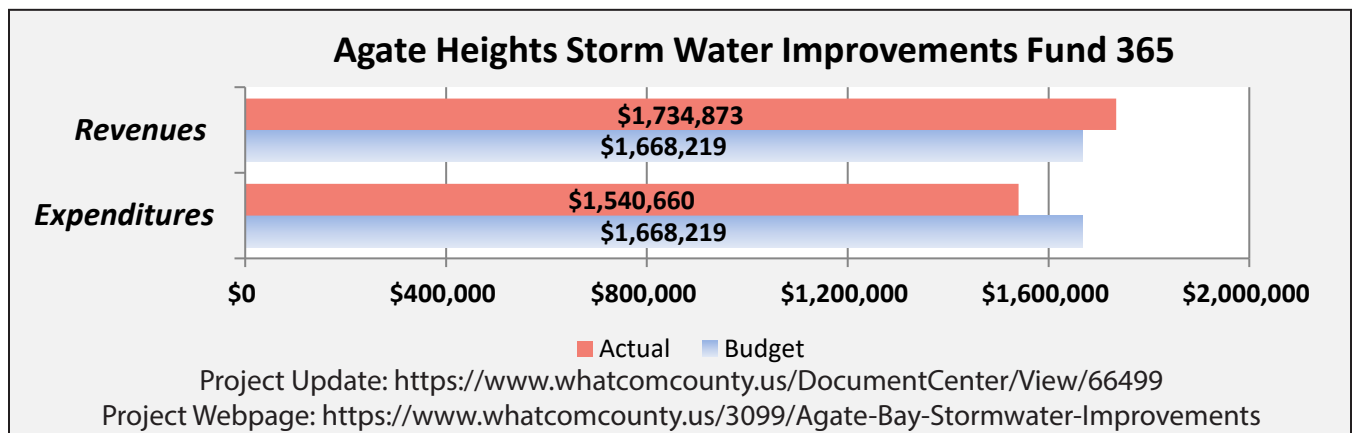 Agate Heights Storm Water Improvements Fund 365
Revenues
$1,734,873
$1,668,219
Expenditures
$1,540,660
$1,668,219
$0 $400,000 $800,000 $1,200,000 $1,600,000 $2,000,000
Actual Budget
Project Update: https://www.whatcomcounty.us/DocumentCenter/View/66499
Project Webpage: https://www.whatcomcounty.us/3099/Agate-Bay-Stormwater-Improvements